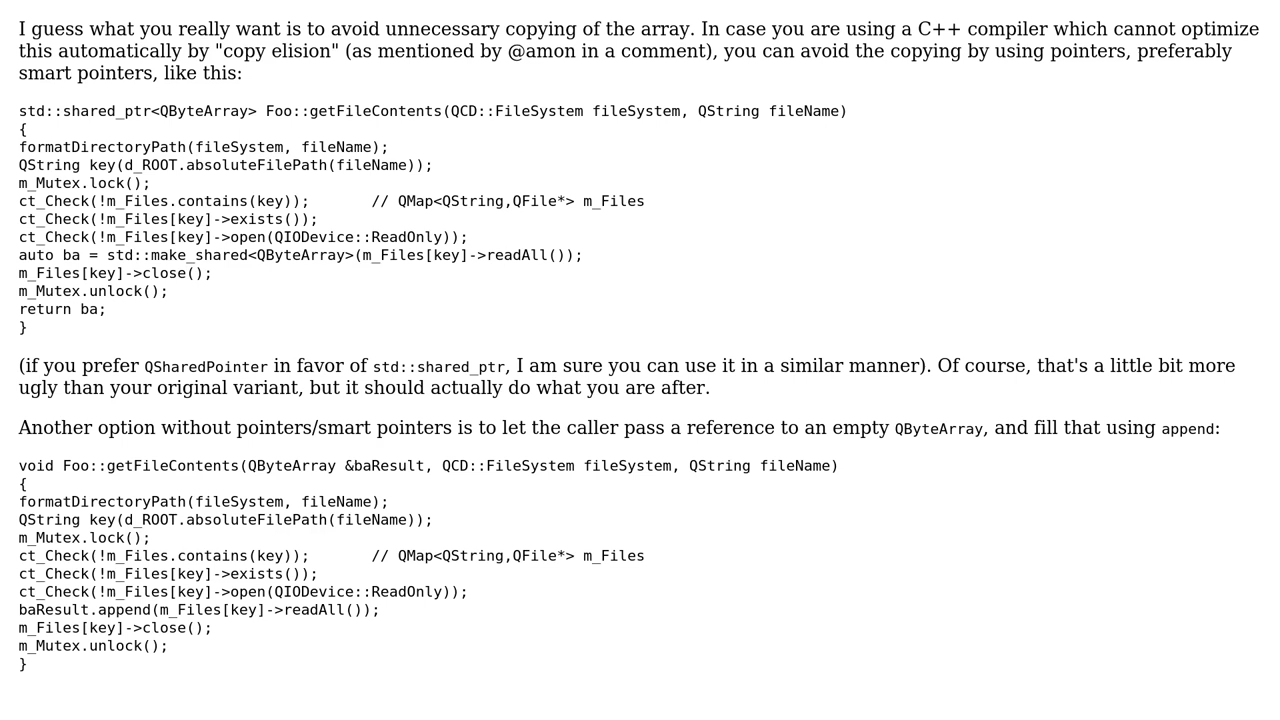 I guess what you really want is to avoid unnecessary copying of the array. In case you are using a C++ compiler which cannot optimize
this automatically by "copy elision" (as mentioned by @amon in a comment), you can avoid the copying by using pointers, preferably
smart pointers, like this:
std::shared_ptr<QByteArray> Foo::getFileContents(QCD::FileSystem fileSystem, QString fileName)
{
formatDirectoryPath(fileSystem, fileName);
QString key(d_ROOT.absoluteFilePath(fileName));
m_Mutex.lock();
ct_Check(!m_Files.contains(key));       // QMap<QString,QFile*> m_Files
ct_Check(!m_Files[key]->exists());
ct_Check(!m_Files[key]->open(QIODevice::ReadOnly));
auto ba = std::make_shared<QByteArray>(m_Files[key]->readAll());
m_Files[key]->close();
m_Mutex.unlock();
return ba;
}
(if you prefer QSharedPointer in favor of std::shared_ptr, I am sure you can use it in a similar manner). Of course, that's a little bit more
ugly than your original variant, but it should actually do what you are after.
Another option without pointers/smart pointers is to let the caller pass a reference to an empty QByteArray, and fill that using append:
void Foo::getFileContents(QByteArray &baResult, QCD::FileSystem fileSystem, QString fileName)
{
formatDirectoryPath(fileSystem, fileName);
QString key(d_ROOT.absoluteFilePath(fileName));
m_Mutex.lock();
ct_Check(!m_Files.contains(key));       // QMap<QString,QFile*> m_Files
ct_Check(!m_Files[key]->exists());
ct_Check(!m_Files[key]->open(QIODevice::ReadOnly));
baResult.append(m_Files[key]->readAll());
m_Files[key]->close();
m_Mutex.unlock();
}